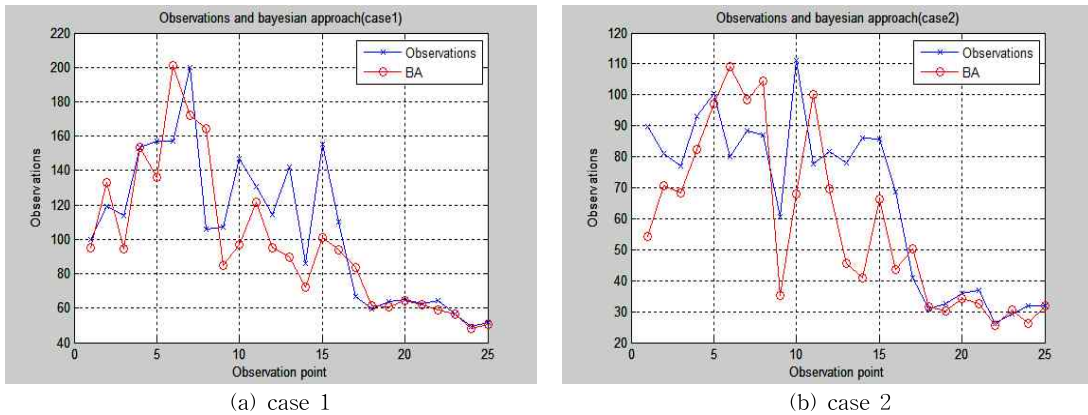 Observations and bayesian approach(case1)
Observations
BA
220
200
180
160
140
120
100
80
60
40
0
5
10
15
20
25
Observations
Observation point
(a) case 1
Observations and bayesian approach(case2)
Observations
BA
120
110
100
90
80
70
60
50
40
30
20
0
5
10
15
20
25
Observations
Observation point
(b) case 2